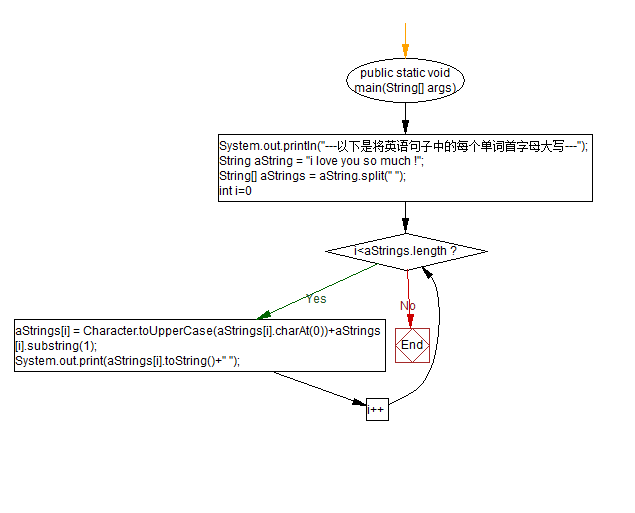 public static void
main(String[] args)
System.out.println("---以下是将英语句子中的每个单词首字母大写---");
String aString = "i love you so much !";
String[] aStrings = aString.split(" ");
int i=0
i<aStrings.length ?
Yes
No
aStrings[i] = Character.toUpperCase(aStrings[i].charAt(0))+aStrings
[i].substring(1);
System.out.print(aStrings[i].toString()+" ");
End
i++